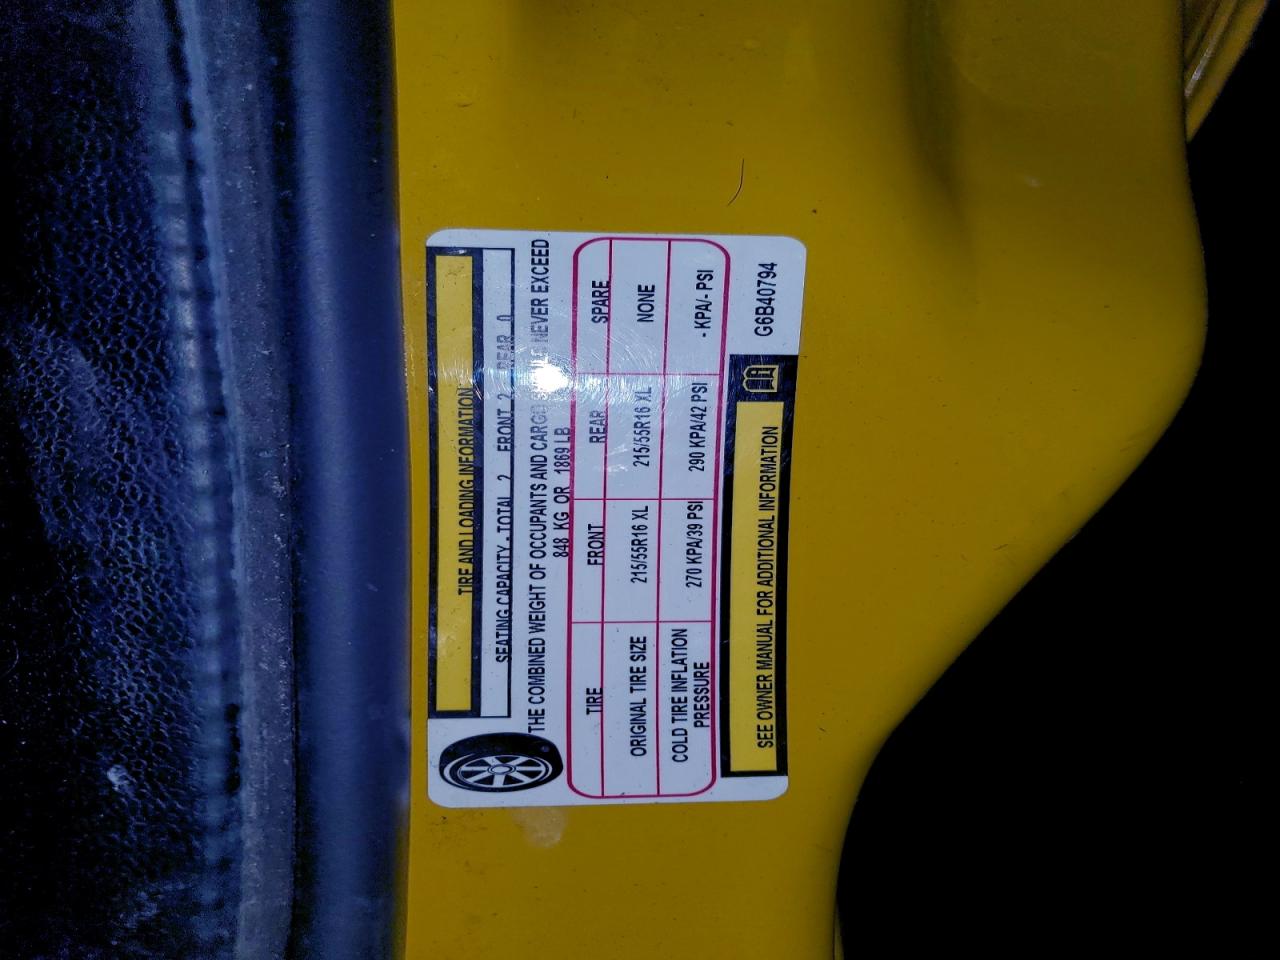 TIRE AND LOADING INFORMATION
SEATING CAPACITY - TOTAL 2 FRONT 2 REAR 0
THE COMBINED WEIGHT OF OCCUPANTS AND CARGO SHOULD NEVER EXCEED
848 KG OR 1869 LB
TIRE FRONT REAR SPARE
ORIGINAL TIRE SIZE 215/55R16 XL 215/55R16 XL NONE
COLD TIRE INFLATION PRESSURE 270 KPA/39 PSI 290 KPA/42 PSI - KPA/- PSI
SEE OWNER MANUAL FOR ADDITIONAL INFORMATION
G6B40794